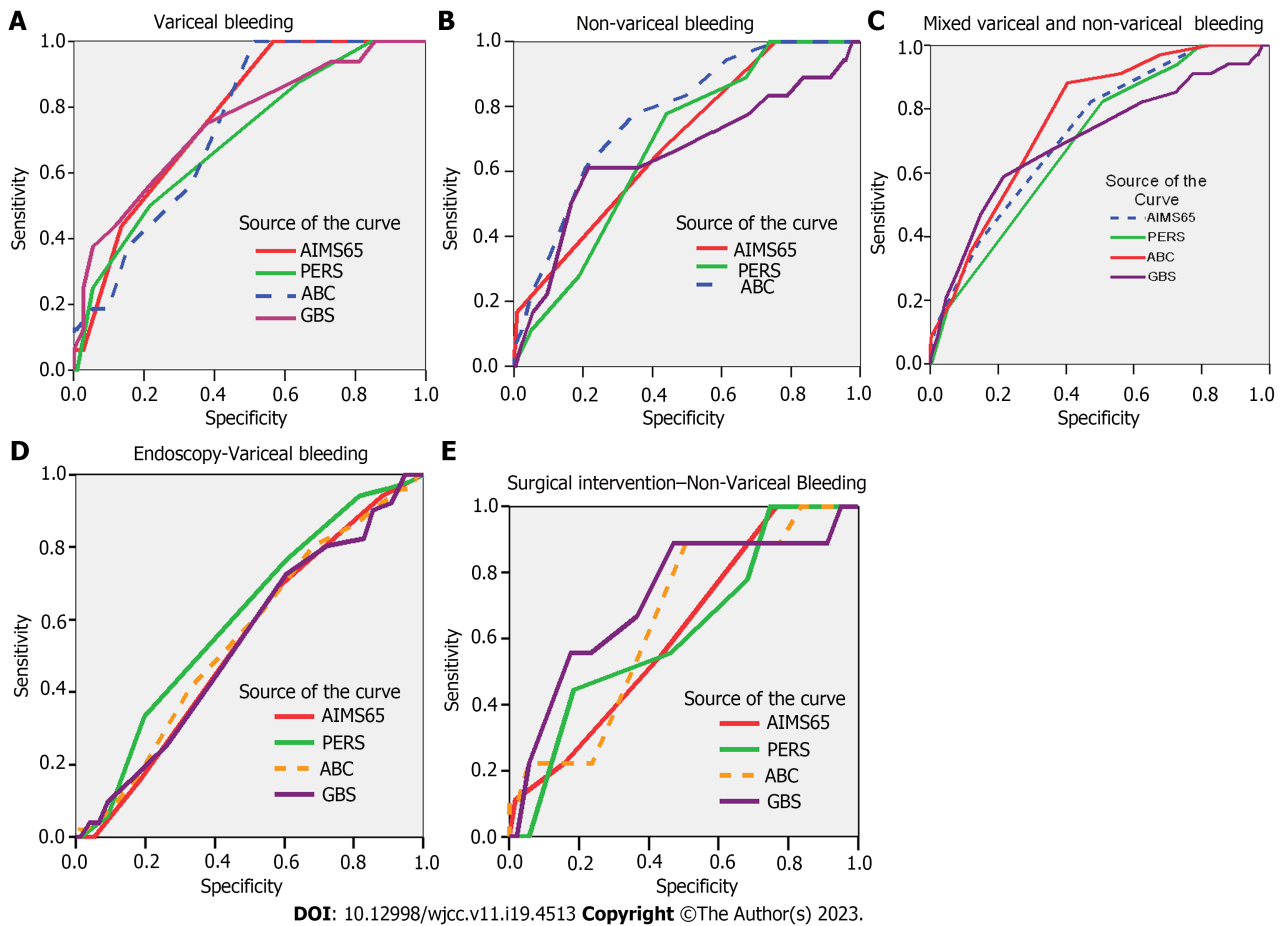 A
Variceal bleeding
1.0
0.8
0.6
0.4
0.2
0.0
Sensitivity
Source of the curve
AIMS65
PERS
ABC
GBS
0.0 0.2 0.4 0.6 0.8 1.0
Specificity
B
Non-variceal bleeding
1.0
0.8
0.6
0.4
0.2
0.0
Sensitivity
Source of the curve
AIMS65
PERS
ABC
0.0 0.2 0.4 0.6 0.8 1.0
Specificity
C
Mixed variceal and non-variceal bleeding
1.0
0.8
0.6
0.4
0.2
0.0
Sensitivity
Source of the
Curve
AIMS65
PERS
ABC
GBS
0.0 0.2 0.4 0.6 0.8 1.0
Specificity
D
Endoscopy-Variceal bleeding
1.0
0.8
0.6
0.4
0.2
0.0
Sensitivity
Source of the curve
AIMS65
PERS
ABC
GBS
0.0 0.2 0.4 0.6 0.8 1.0
Specificity
E
Surgical intervention–Non-Variceal Bleeding
1.0
0.8
0.6
0.4
0.2
0.0
Sensitivity
Source of the curve
AIMS65
PERS
ABC
GBS
0.0 0.2 0.4 0.6 0.8 1.0
Specificity
DOI: 10.12998/wjcc.v11.i19.4513 Copyright ©The Author(s) 2023.